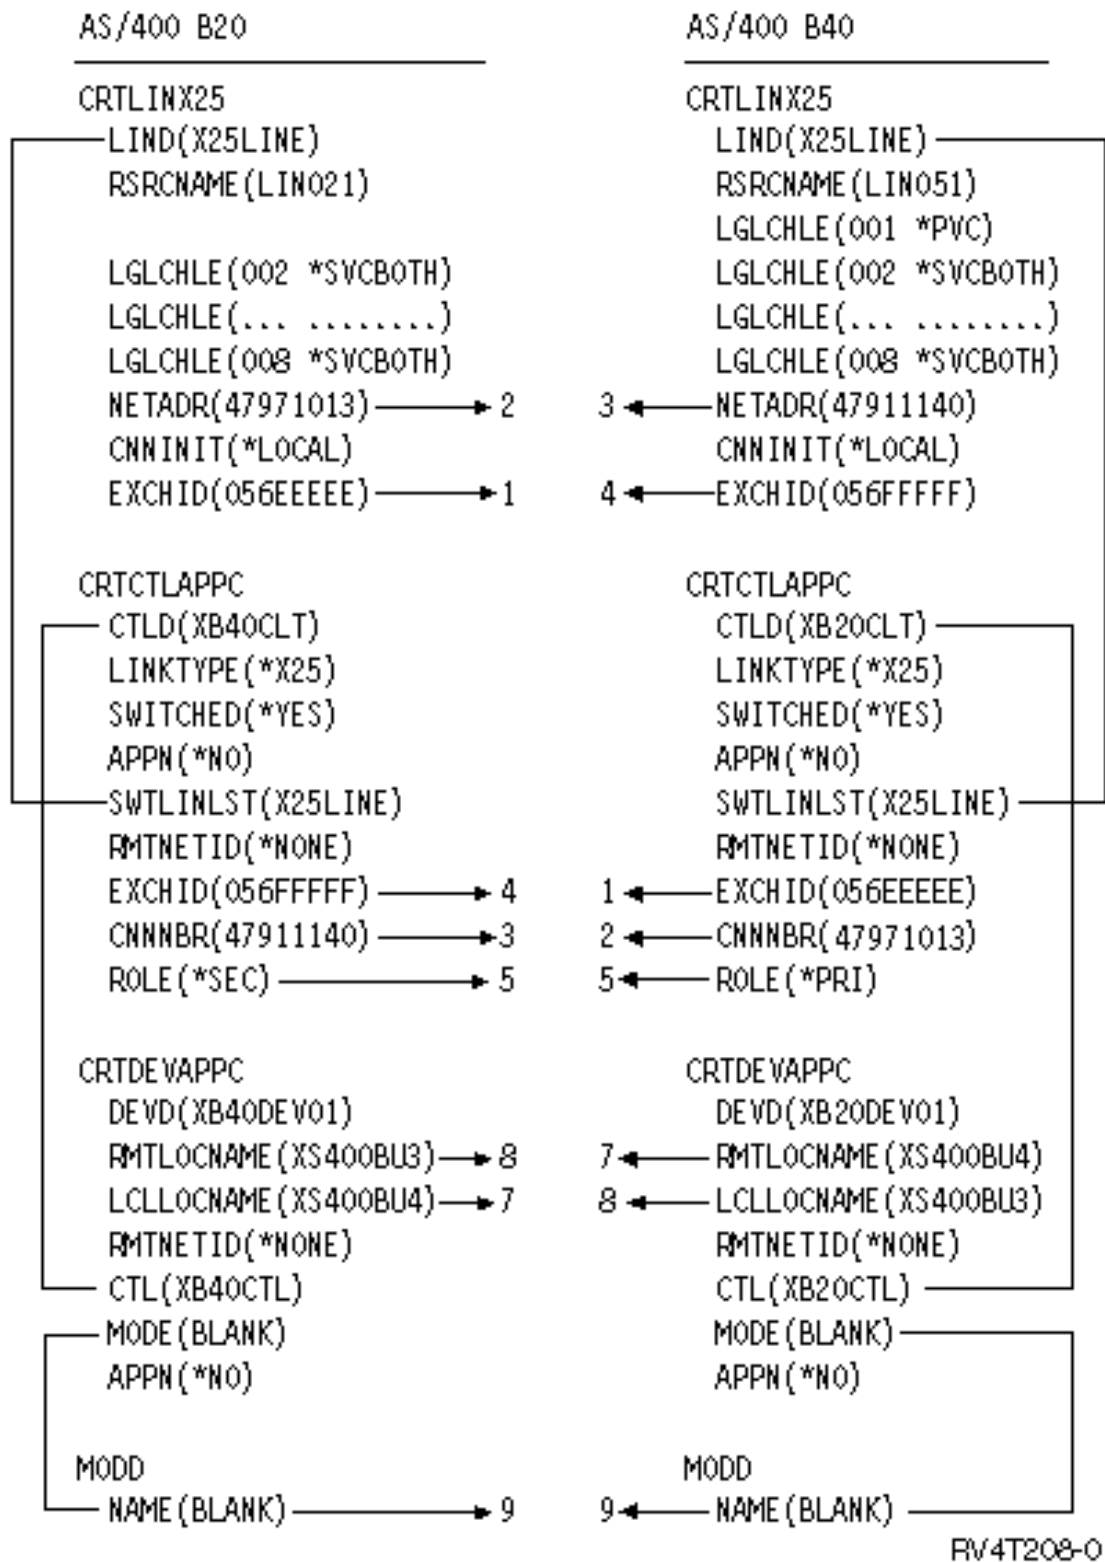 AS/400 B20
AS/400 B40
CRTLINX25
CRTLINX25
LIND(X25LINE)
LIND(X25LINE)
RSRCNAME(LIN021)
RSRCNAME(LIN051)
LGLCHLE(001 *PVC)
LGLCHLE(002 *SVCBOTH)
LGLCHLE(002 *SVCBOTH)
LGLCHLE(... ........)
LGLCHLE(... ........)
LGLCHLE(008 *SVCBOTH)
LGLCHLE(008 *SVCBOTH)
NETADR(47971013) 2
3 NETADR(47911140)
CNNINIT(*LOCAL)
CNNINIT(*LOCAL)
EXCHID(056EEEEE) 1
4 EXCHID(056FFFFF)
CRTCTLAPPC
CRTCTLAPPC
CTLD(XB40CLT)
CTLD(XB20CLT)
LINKTYPE(*X25)
LINKTYPE(*X25)
SWITCHED(*YES)
SWITCHED(*YES)
APPN(*NO)
APPN(*NO)
SWTLINLST(X25LINE)
SWTLINLST(X25LINE)
RMTNETID(*NONE)
RMTNETID(*NONE)
EXCHID(056FFFFF) 4
1 EXCHID(056EEEEE)
CNNNBR(47911140) 3
2 CNNNBR(47971013)
ROLE(*SEC) 5
5 ROLE(*PRI)
CRTDEVAPPC
CRTDEVAPPC
DEVD(XB40DEV01)
DEVD(XB20DEV01)
RMTLOCNAME(XS400BU3) 8
7 RMTLOCNAME(XS400BU4)
LCLLOCNAME(XS400BU4) 7
8 LCLLOCNAME(XS400BU3)
RMTNETID(*NONE)
RMTNETID(*NONE)
CTL(XB40CTL)
CTL(XB20CTL)
MODE(BLANK)
MODE(BLANK)
APPN(*NO)
APPN(*NO)
MODD
MODD
NAME(BLANK) 9
9 NAME(BLANK)
RV4T208-0